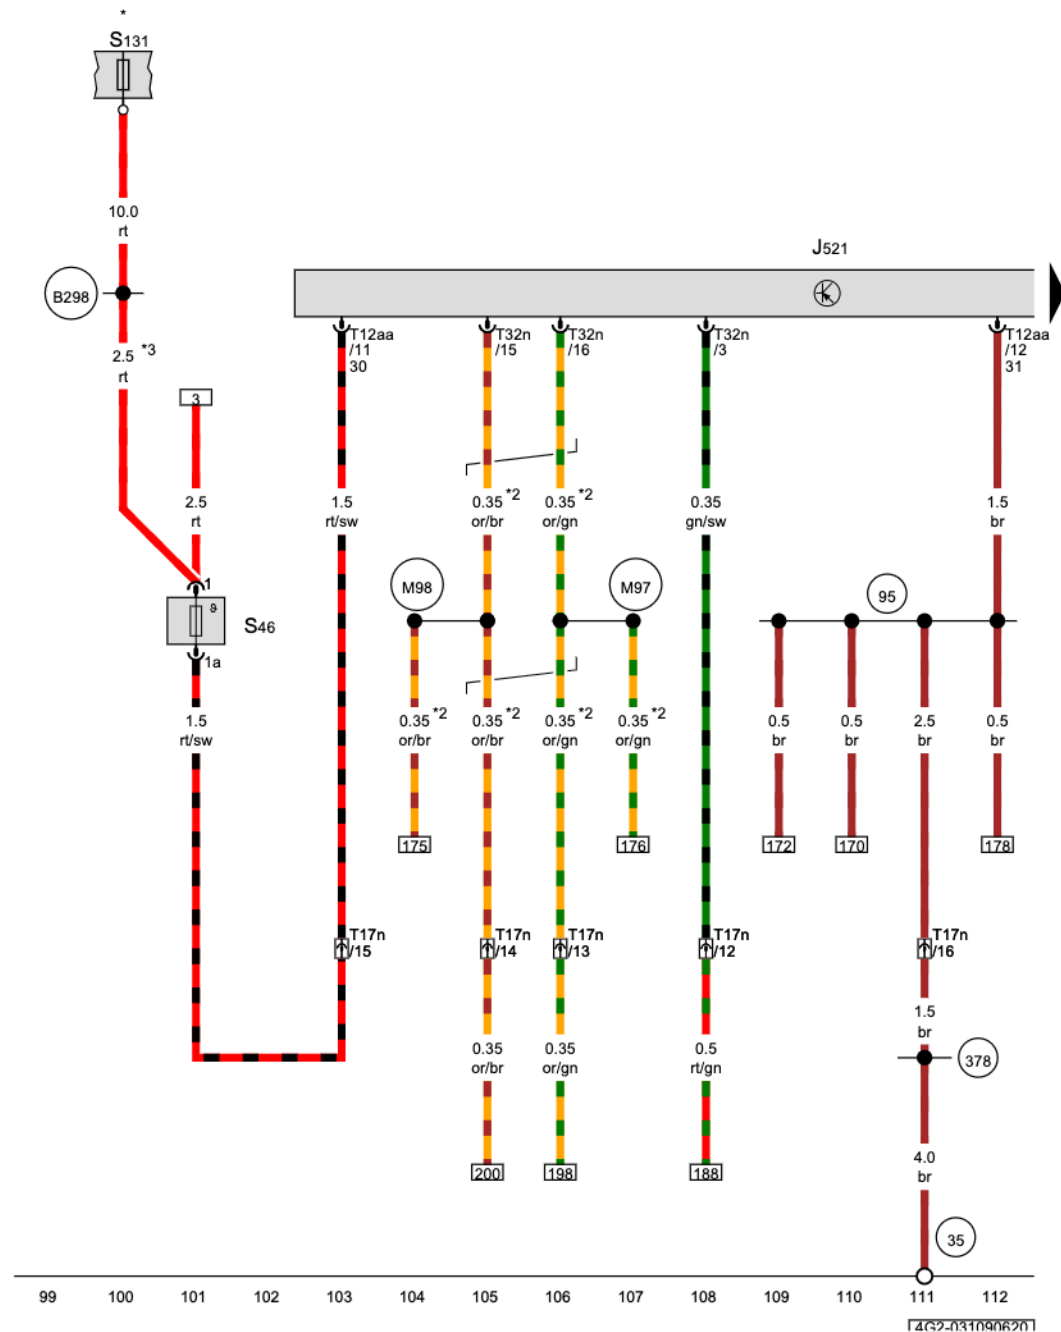 *
S131
10.0
rt
J521
B298
2.5 *3
rt
T12aa
/11
30
T32n
/15
T32n
/16
T32n
/3
T12aa
/12
31
3
2.5
rt
1.5
rt/sw
0.35 *2
or/br
0.35 *2
or/gn
0.35
gn/sw
1.5
br
1
S46
1a
M98
M97
95
1.5
rt/sw
0.35 *2
or/br
0.35 *2
or/br
0.35 *2
or/gn
0.35 *2
or/gn
0.5
br
0.5
br
2.5
br
0.5
br
175
176
172
170
178
T17n
/15
T17n
/14
T17n
/13
T17n
/12
T17n
/16
1.5
br
0.35
or/br
0.35
or/gn
0.5
rt/gn
378
200
198
188
4.0
br
35
99 100 101 102 103 104 105 106 107 108 109 110 111 112
4G2-031090620